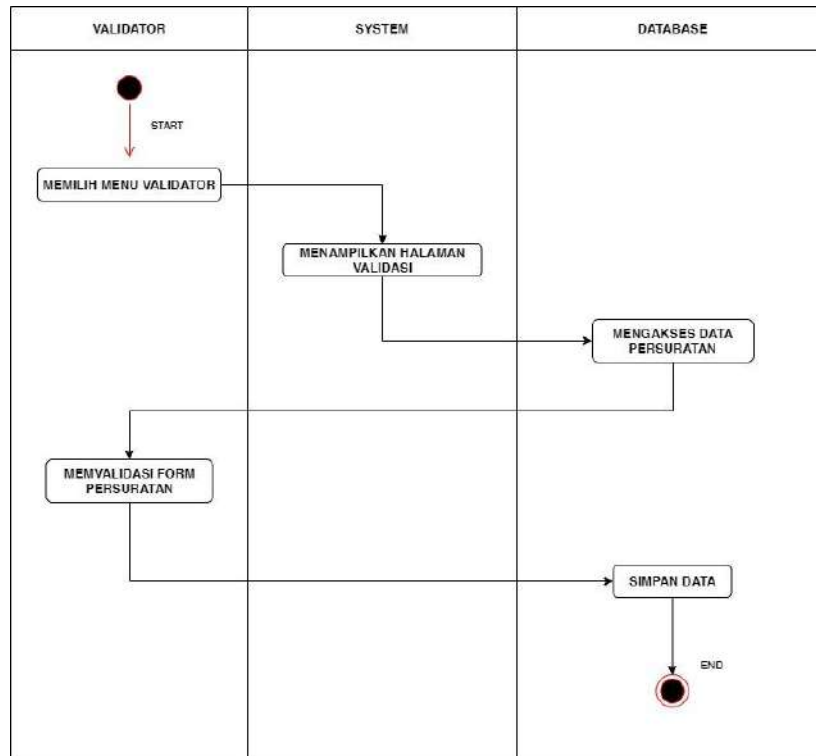 VALIDATOR
SYSTEM
DATABASE
START
MEMILIH MENU VALIDATOR
MENAMPILKAN HALAMAN
VALIDASI
MENGAKSES DATA
PERSURATAN
MEMVALIDASI FORM
PERSURATAN
SIMPAN DATA
END